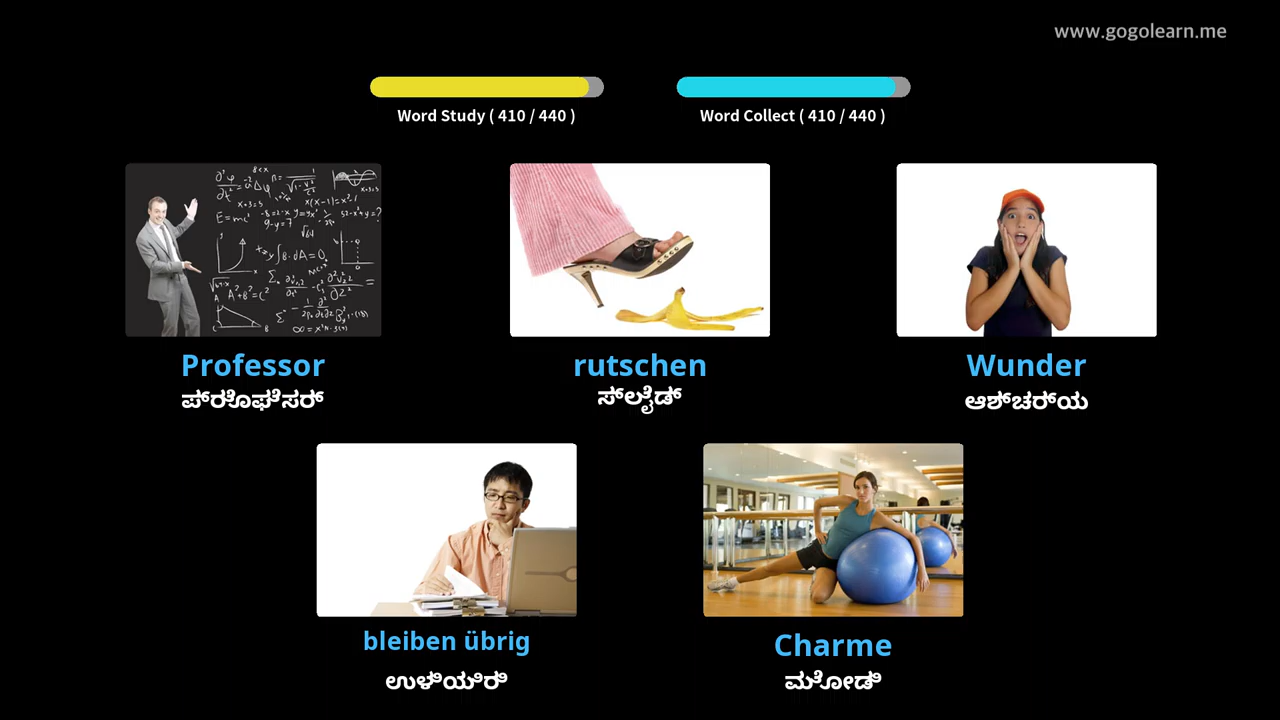 www.gogolearn.me
Word Study ( 410 / 440 )
Word Collect ( 410 / 440 )
Professor
ಪ್ರೊಫೆಸರ್
rutschen
ಸ್ಲೈಡ್
Wunder
ಆಶ್ಚರ್ಯ
bleiben übrig
ಉಳಿಯಿರಿ
Charme
ಮೋಡಿ